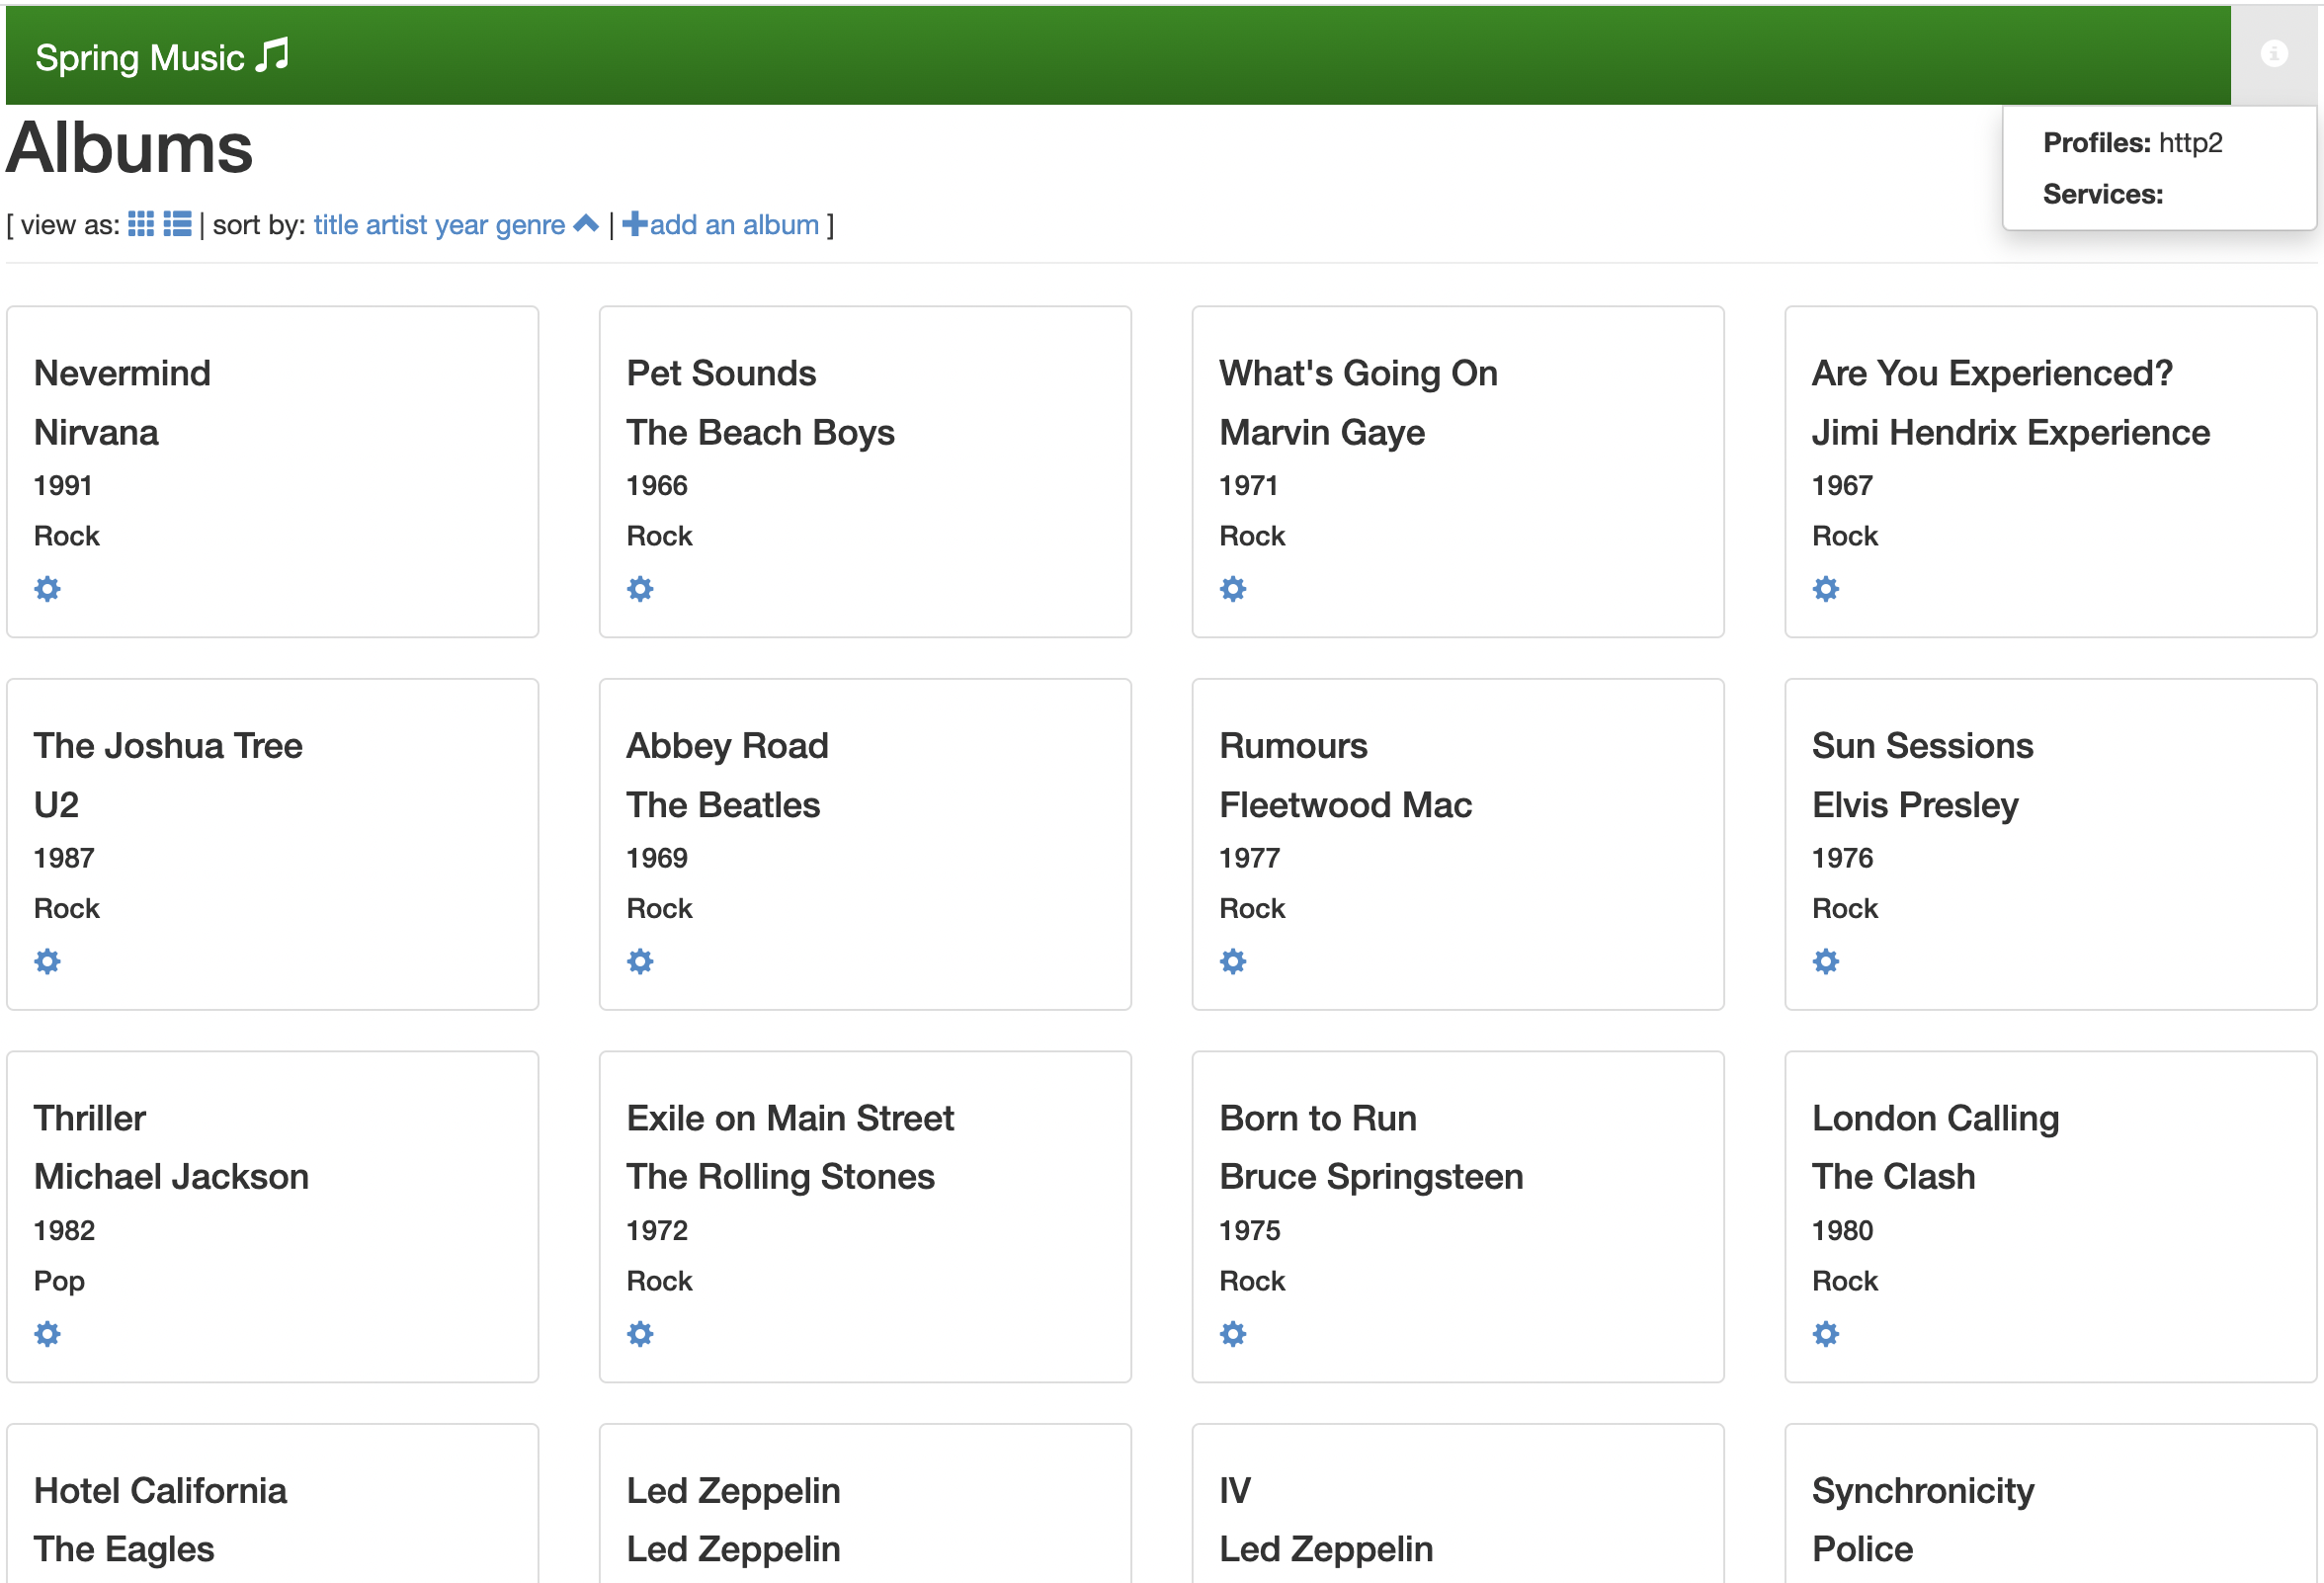 Spring Music
Profiles: http2
Services:
Albums
[ view as: | sort by: title artist year genre | add an album ]
Nevermind
Nirvana
1991
Rock
Pet Sounds
The Beach Boys
1966
Rock
What's Going On
Marvin Gaye
1971
Rock
Are You Experienced?
Jimi Hendrix Experience
1967
Rock
The Joshua Tree
U2
1987
Rock
Abbey Road
The Beatles
1969
Rock
Rumours
Fleetwood Mac
1977
Rock
Sun Sessions
Elvis Presley
1976
Rock
Thriller
Michael Jackson
1982
Pop
Exile on Main Street
The Rolling Stones
1972
Rock
Born to Run
Bruce Springsteen
1975
Rock
London Calling
The Clash
1980
Rock
Hotel California
The Eagles
Led Zeppelin
Led Zeppelin
IV
Led Zeppelin
Synchronicity
Police